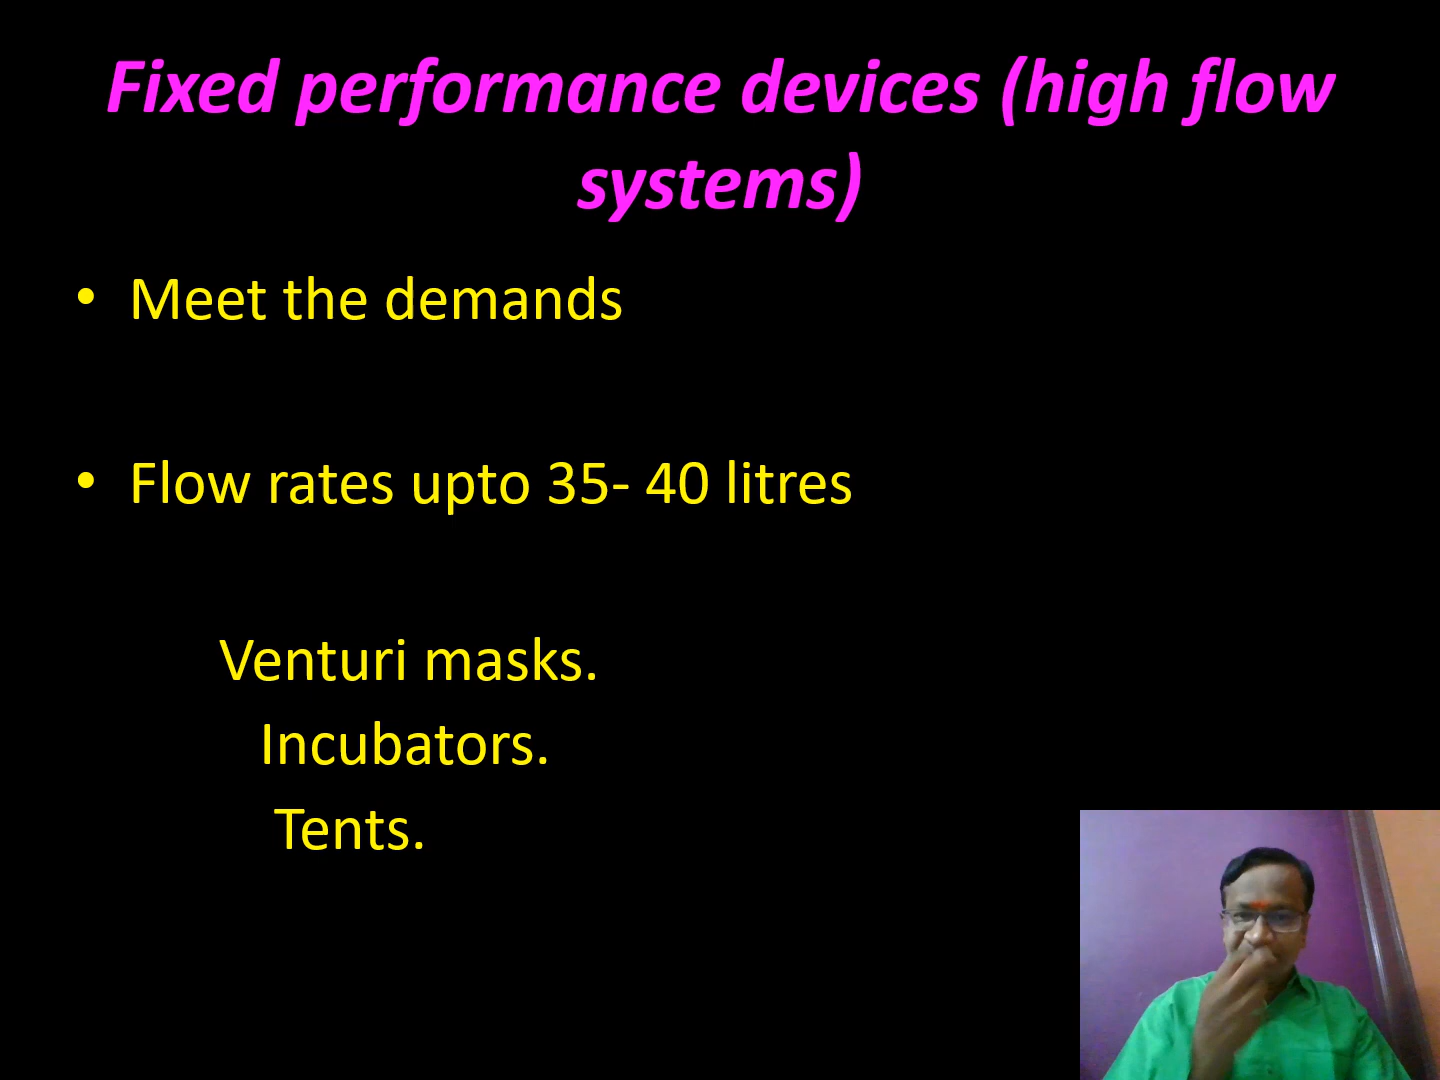 Fixed performance devices (high flow
systems)
• Meet the demands
• Flow rates upto 35- 40 litres
Venturi masks.
Incubators.
Tents.